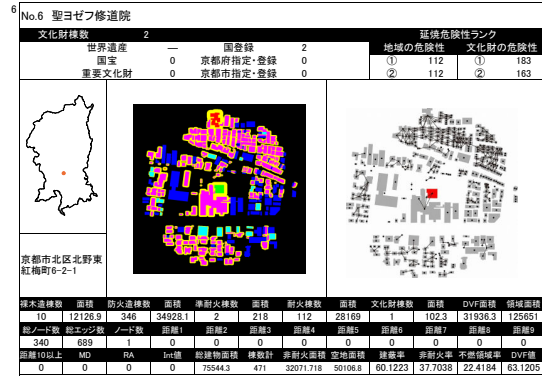 6
No.6 聖ヨゼフ修道院
文化財棟数 2 延焼危険性ランク
世界遺産 — 国登録 2 地域の危険性 文化財の危険性
国宝 0 京都府指定・登録 0 ① 112 ① 183
重要文化財 0 京都市指定・登録 0 ② 112 ② 163
京都市北区北野東
紅梅町6-2-1
裸木造棟数 面積 防火造棟数 面積 準耐火棟数 面積 耐火棟数 面積 文化財棟数 面積 DVF面積 領域面積
10 12126.9 346 34928.1 2 218 112 28169 1 102.3 31936.3 125651
総ノード数 総エッジ数 ノード数 距離1 距離2 距離3 距離4 距離5 距離6 距離7 距離8 距離9
340 689 1 0 0 0 0 0 0 0 0 0
距離10以上 MD RA Int値 総建物面積 棟数計 非耐火面積 空地面積 建蔽率 非耐火率 不燃領域率 DVF値
0 0 0 0 75544.3 471 32071.718 50106.8 60.1223 37.7038 22.4184 63.1205